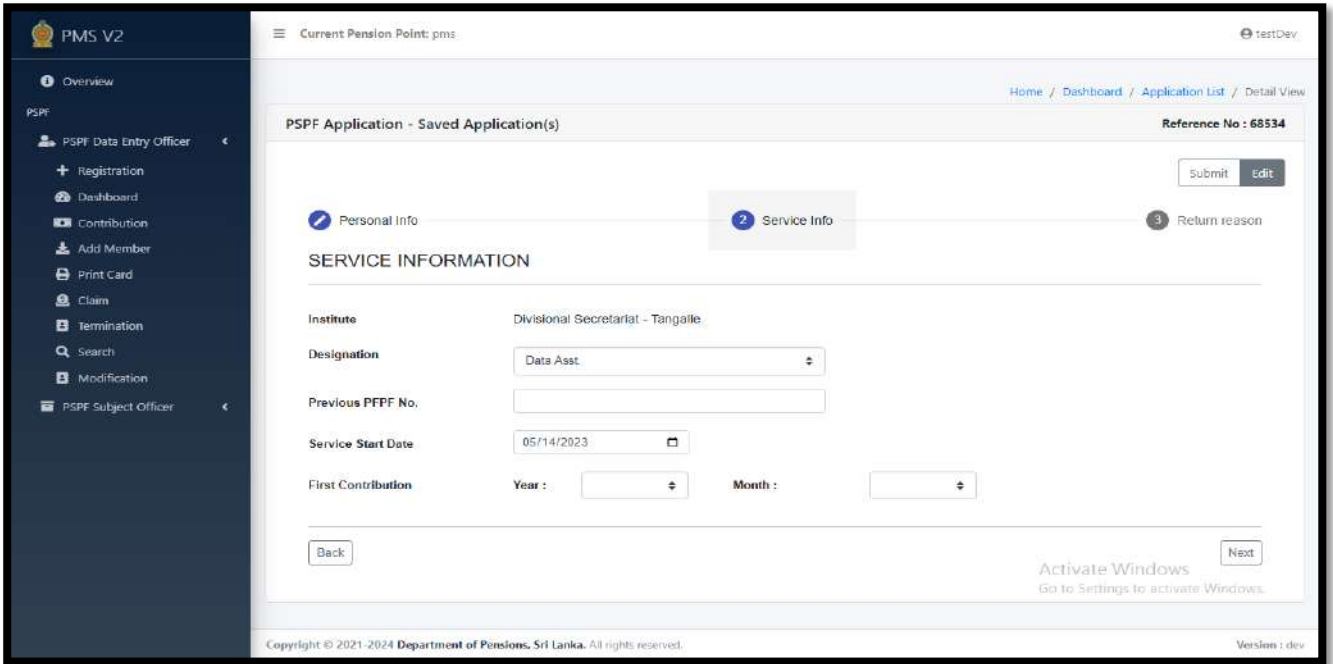 PMS V2
Current Pension Point: pms
testDev
Overview
PSPF
PSPF Data Entry Officer
Registration
Dashboard
Contribution
Add Member
Print Card
Claim
Termination
Search
Modification
PSPF Subject Officer
Home / Dashboard / Application List / Detail View
PSPF Application - Saved Application(s)
Reference No : 68534
Submit
Edit
Personal Info
2 Service Info
3 Return reason
SERVICE INFORMATION
Institute Divisional Secretariat - Tangalle
Designation Data Asst.
Previous PFPF No.
Service Start Date 05/14/2023
First Contribution Year : Month :
Back
Next
Activate Windows
Go to Settings to activate Windows.
Copyright © 2021-2024 Department of Pensions, Sri Lanka. All rights reserved.
Version : dev